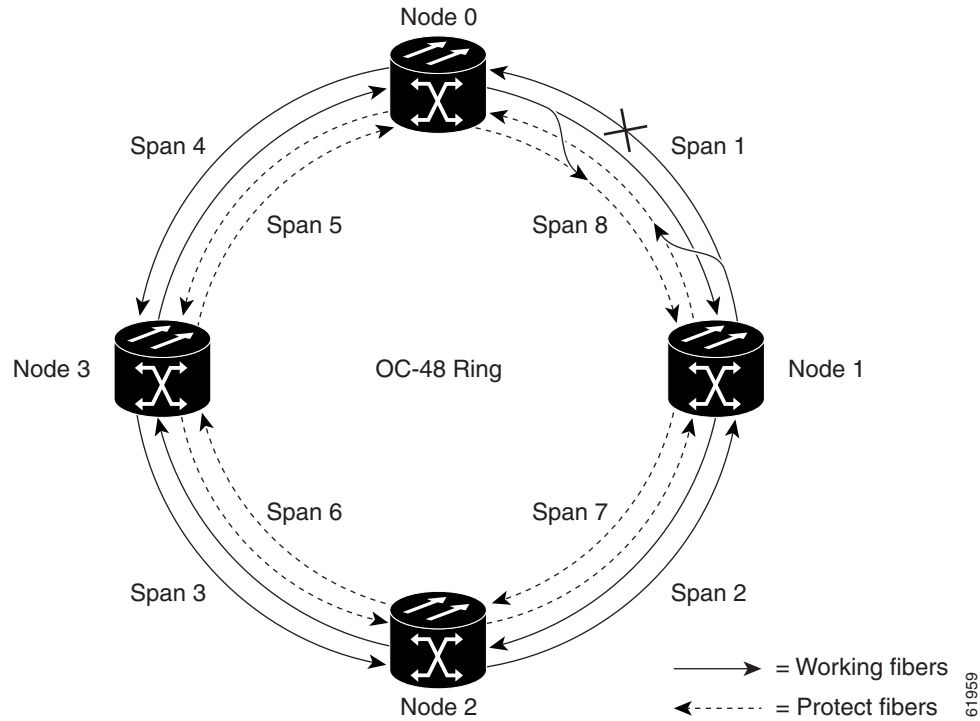 Node 0
Span 4
Span 1
Span 5
Span 8
Node 3
OC-48 Ring
Node 1
Span 6
Span 7
Span 3
Span 2
Node 2
= Working fibers
= Protect fibers
61959